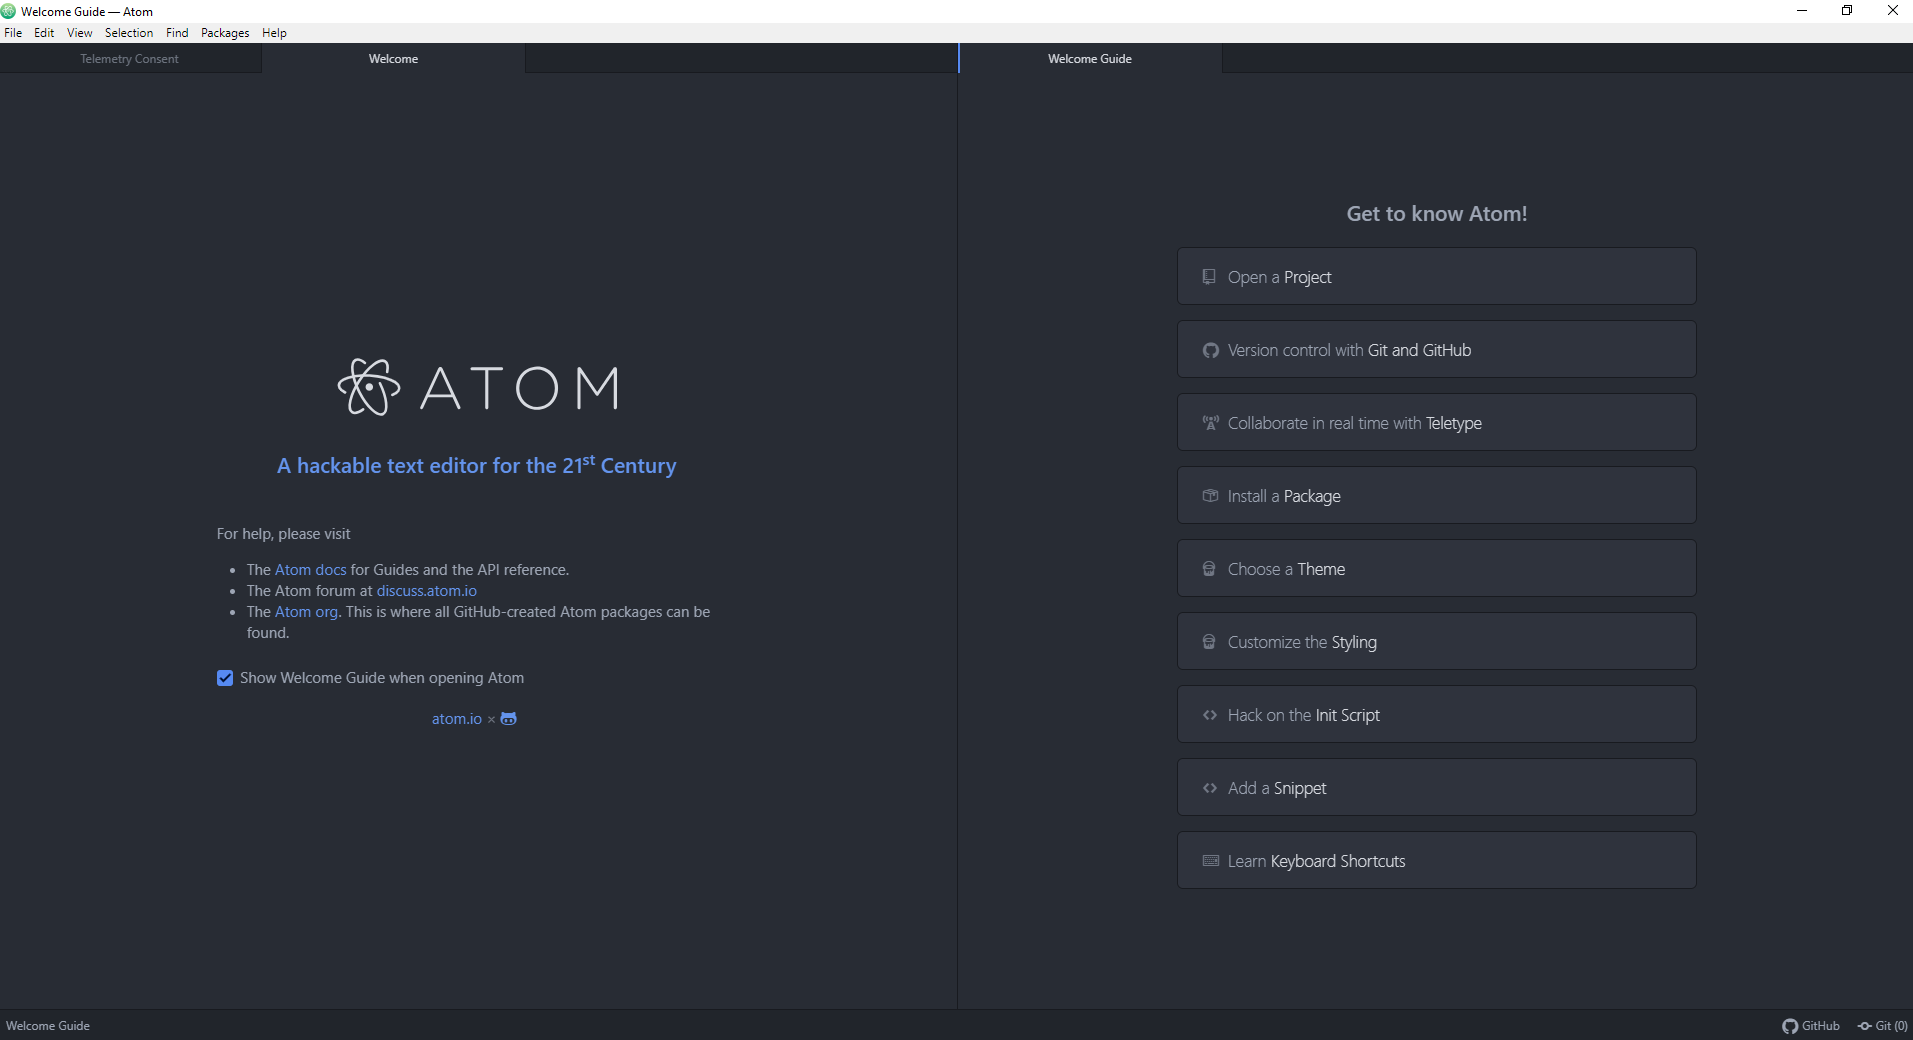 Welcome Guide — Atom
File Edit View Selection Find Packages Help
Telemetry Consent
Welcome
Welcome Guide
ATOM
A hackable text editor for the 21st Century
For help, please visit
• The Atom docs for Guides and the API reference.
• The Atom forum at discuss.atom.io
• The Atom org. This is where all GitHub-created Atom packages can be
found.
Show Welcome Guide when opening Atom
atom.io ×
Get to know Atom!
Open a Project
Version control with Git and GitHub
Collaborate in real time with Teletype
Install a Package
Choose a Theme
Customize the Styling
Hack on the Init Script
Add a Snippet
Learn Keyboard Shortcuts
Welcome Guide
GitHub
Git (0)